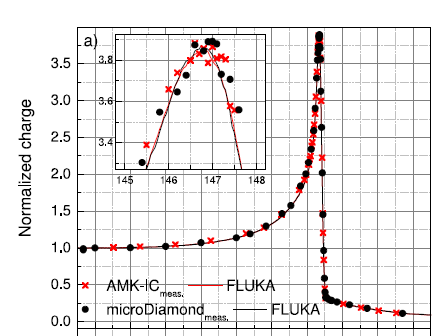 a)
3.8
3.6
3.4
145 146 147 148
Normalized charge
3.5
3.0
2.5
2.0
1.5
1.0
0.5
0.0
AMK-IC meas. FLUKA
microDiamond meas. FLUKA